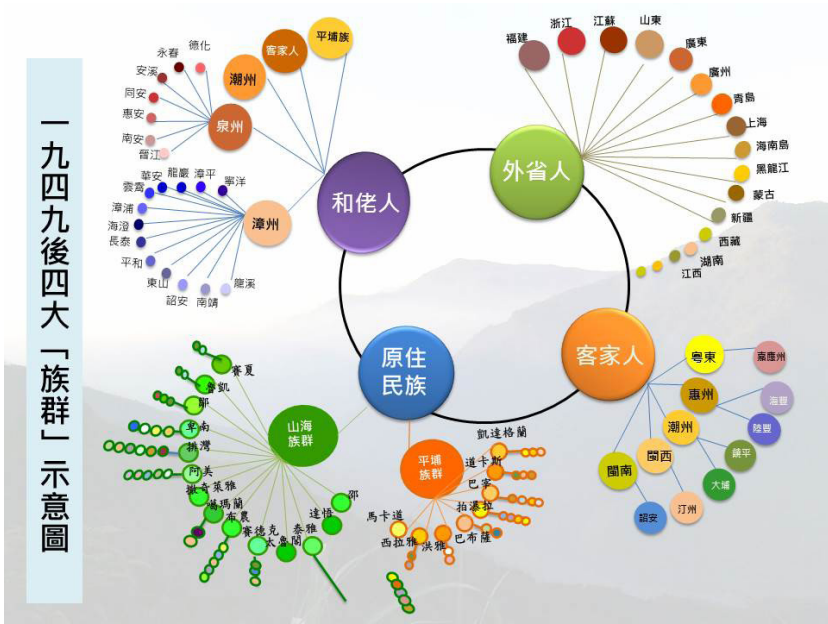 一九四九後四大「族群」示意圖
和佬人
平埔族
客家人
潮州
泉州
德化
永春
安溪
同安
惠安
南安
晉江
漳州
寧洋
漳平
龍巖
華安
雲霄
漳浦
海澄
長泰
平和
東山
詔安
南靖
龍溪
外省人
福建
浙江
江蘇
山東
廣東
廣州
青島
上海
海南島
黑龍江
蒙古
新疆
西藏
湖南
江西
客家人
粵東
嘉應州
惠州
海豐
陸豐
潮州
鎮平
大埔
閩西
汀州
閩南
詔安
原住
民族
山海
族群
賽夏
魯凱
鄒
卑南
排灣
阿美
撒奇萊雅
噶瑪蘭
布農
賽德克
太魯閣
泰雅
達悟
邵
平埔
族群
凱達格蘭
道卡斯
巴宰
拍瀑拉
巴布薩
洪雅
西拉雅
馬卡道